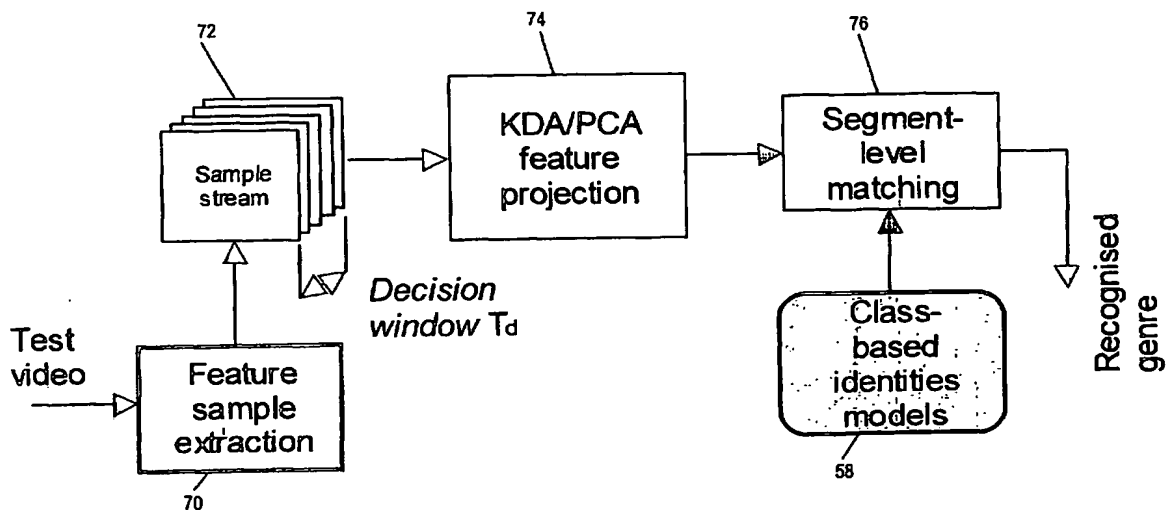 72
74
76
Sample
stream
KDA/PCA
feature
projection
Segment-
level
matching
Decision
window Td
Test
video
Feature
sample
extraction
Class-
based
identities
models
Recognised
genre
70
58